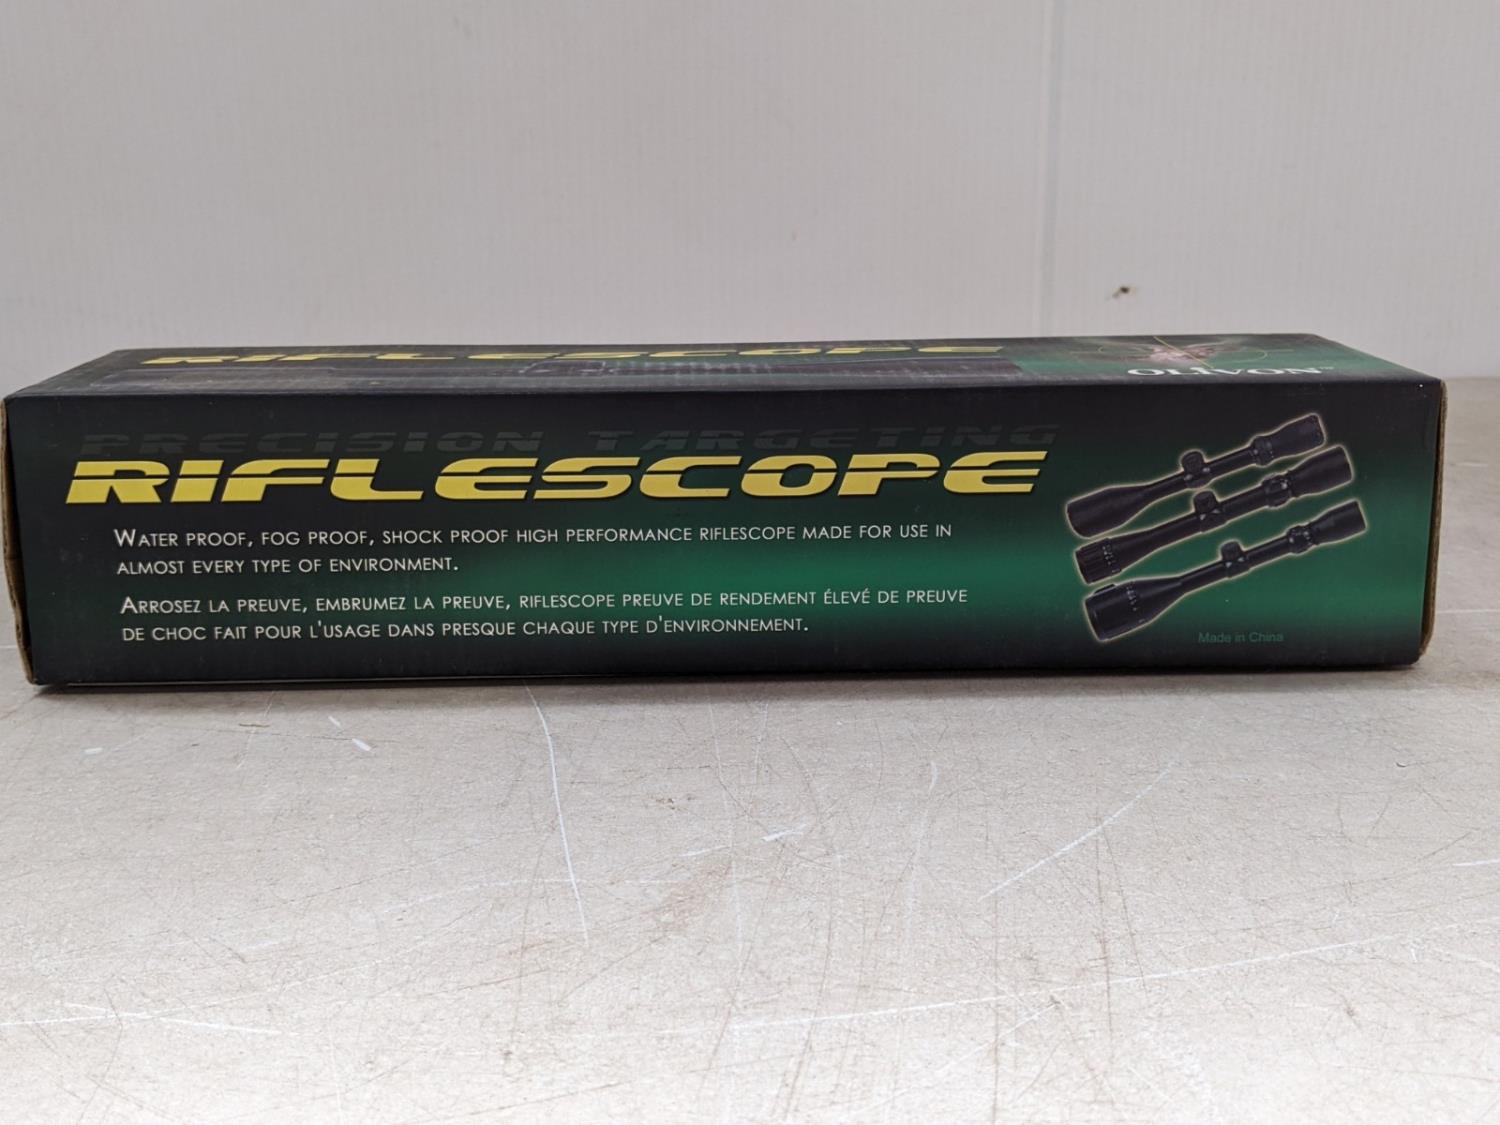 RIFLESCOPE
OLIVON
PRECISION TARGETING
RIFLESCOPE
WATER PROOF, FOG PROOF, SHOCK PROOF HIGH PERFORMANCE RIFLESCOPE MADE FOR USE IN
ALMOST EVERY TYPE OF ENVIRONMENT.
ARROSEZ LA PREUVE, EMBRUMEZ LA PREUVE, RIFLESCOPE PREUVE DE RENDEMENT ÉLEVÉ DE PREUVE
DE CHOC FAIT POUR L'USAGE DANS PRESQUE CHAQUE TYPE D'ENVIRONNEMENT.
Made in China